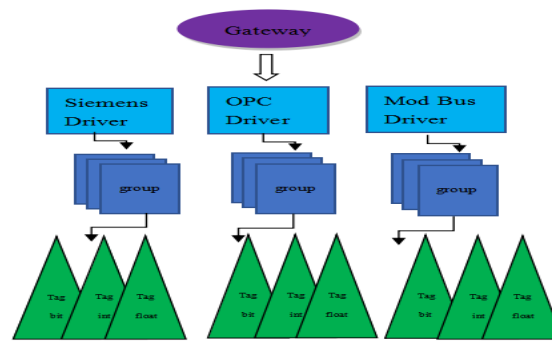 Gateway
Siemens
Driver
OPC
Driver
Mod Bus
Driver
group
group
group
Tag
bit
Tag
int
Tag
float
Tag
bit
Tag
int
Tag
float
Tag
bit
Tag
int
Tag
float